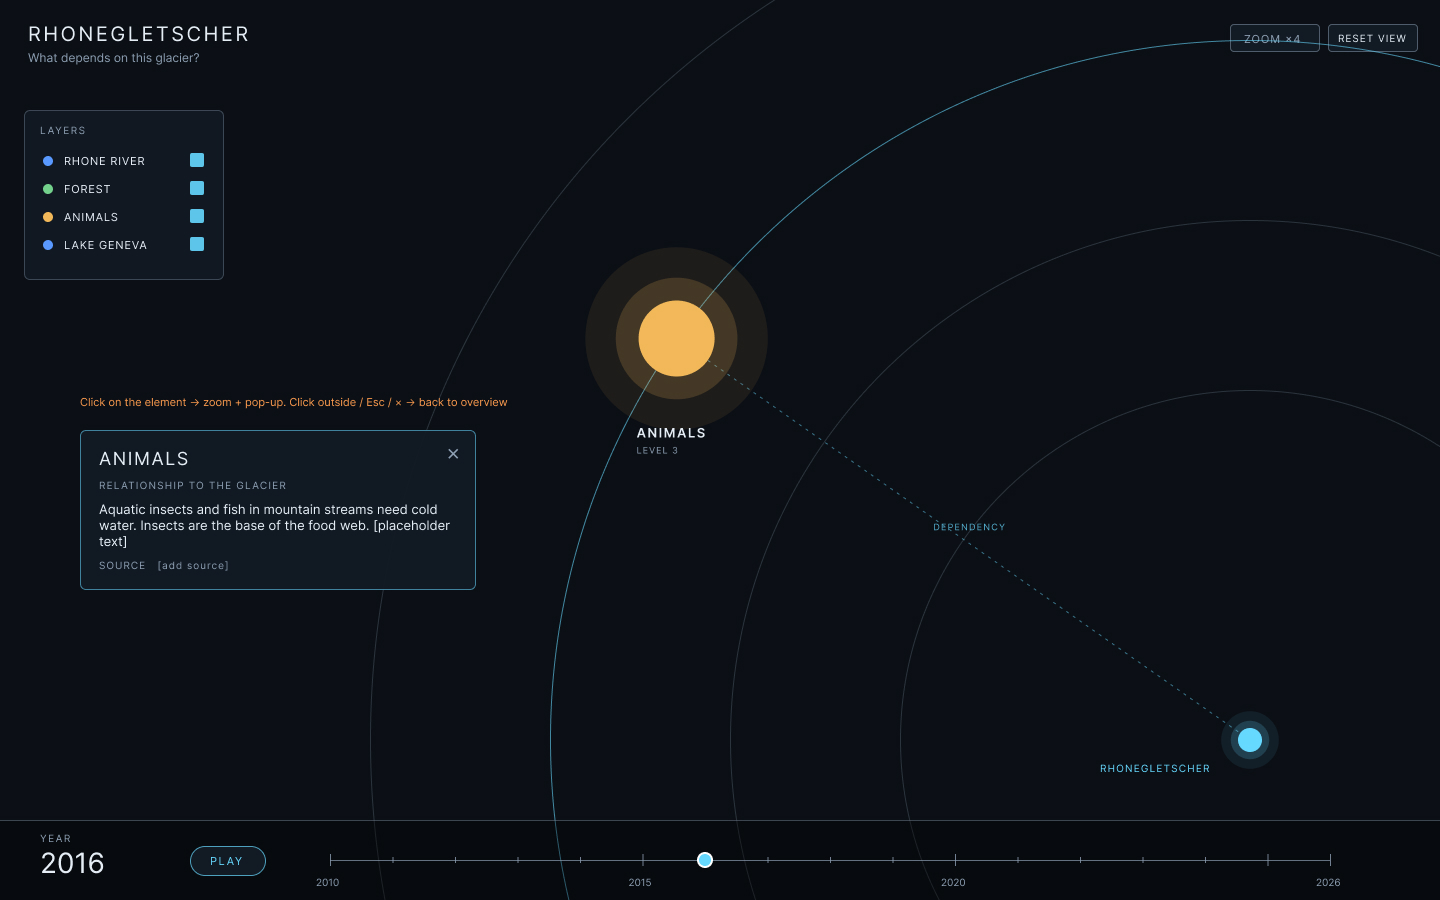 RHONEGLETSCHER
What depends on this glacier?
ZOOM ×4
RESET VIEW
LAYERS
RHONE RIVER
FOREST
ANIMALS
LAKE GENEVA
Click on the element → zoom + pop-up. Click outside / Esc / × → back to overview
ANIMALS
LEVEL 3
ANIMALS
×
RELATIONSHIP TO THE GLACIER
Aquatic insects and fish in mountain streams need cold
water. Insects are the base of the food web. [placeholder
text]
SOURCE [add source]
DEPENDENCY
RHONEGLETSCHER
YEAR
2016
PLAY
2010
2015
2020
2026